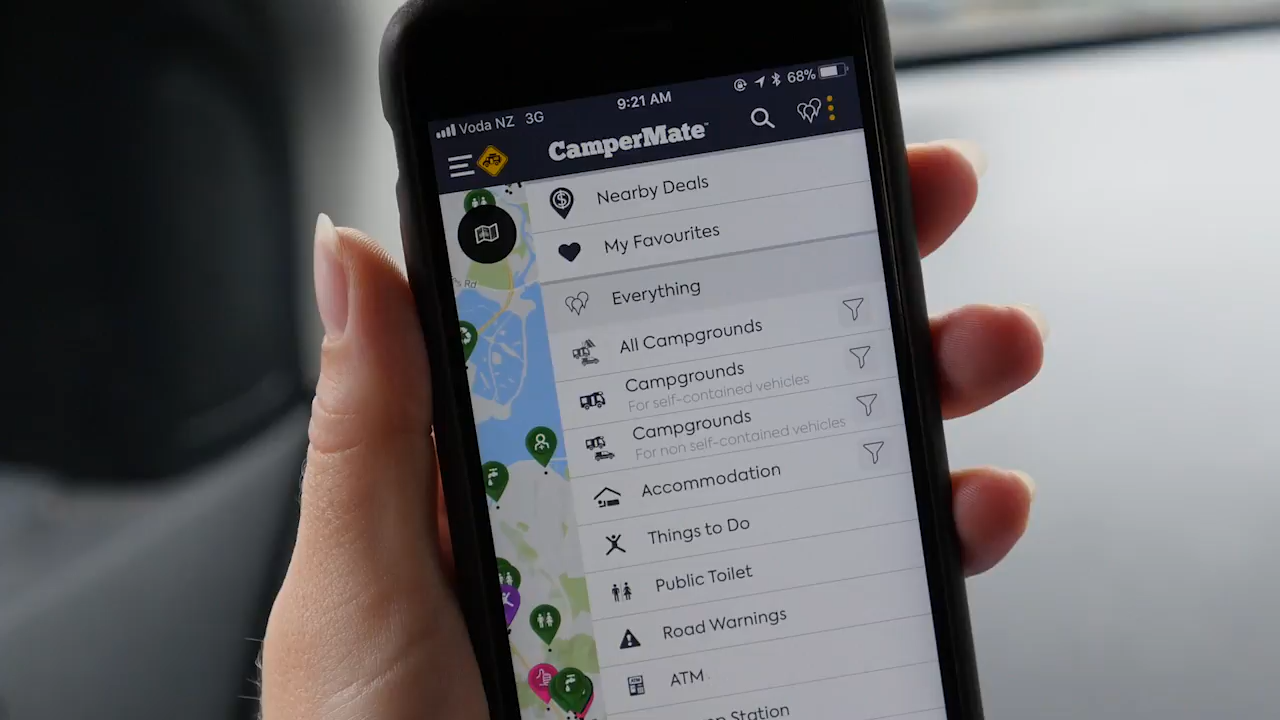 Voda NZ 3G 9:21 AM 68%
CamperMate
Nearby Deals
My Favourites
Everything
All Campgrounds
Campgrounds
For self-contained vehicles
Campgrounds
For non self-contained vehicles
Accommodation
Things to Do
Public Toilet
Road Warnings
ATM
Station
Rd